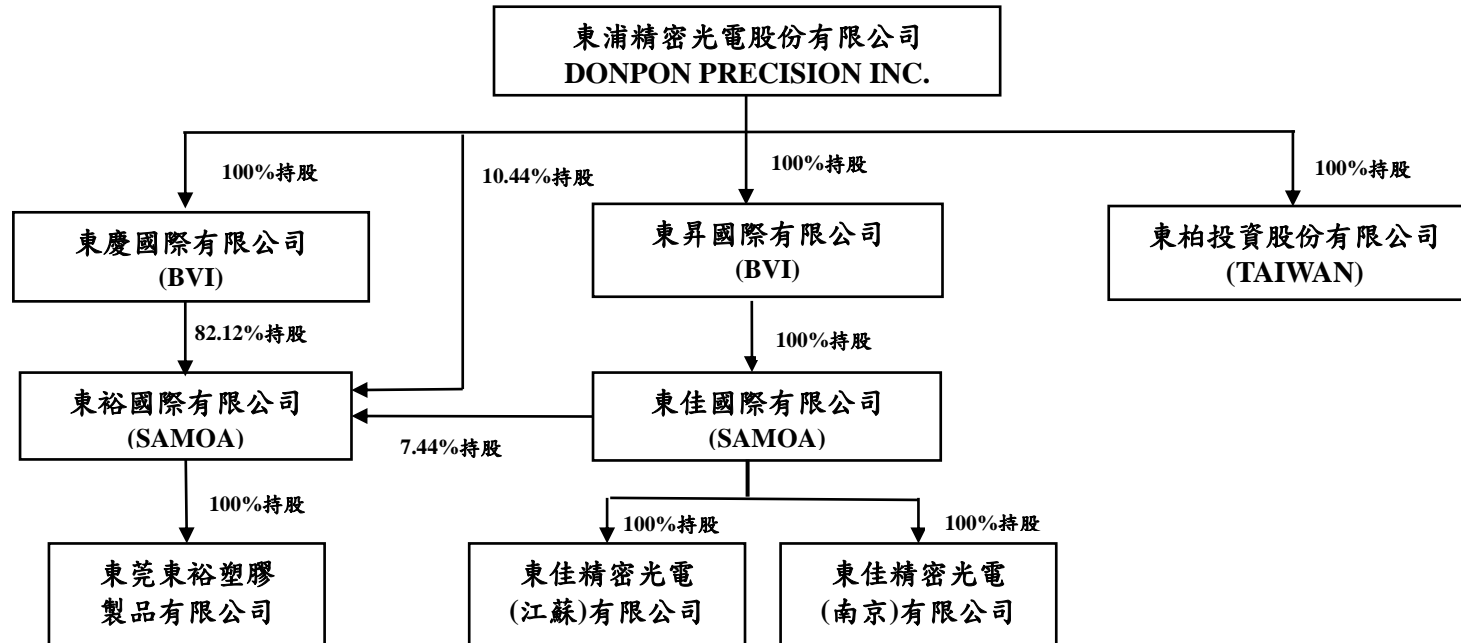 東浦精密光電股份有限公司
DONPON PRECISION INC.
100%持股
10.44%持股
100%持股
100%持股
東慶國際有限公司
(BVI)
東昇國際有限公司
(BVI)
東柏投資股份有限公司
(TAIWAN)
82.12%持股
100%持股
東裕國際有限公司
(SAMOA)
東佳國際有限公司
(SAMOA)
7.44%持股
100%持股
100%持股
100%持股
東莞東裕塑膠
製品有限公司
東佳精密光電
(江蘇)有限公司
東佳精密光電
(南京)有限公司